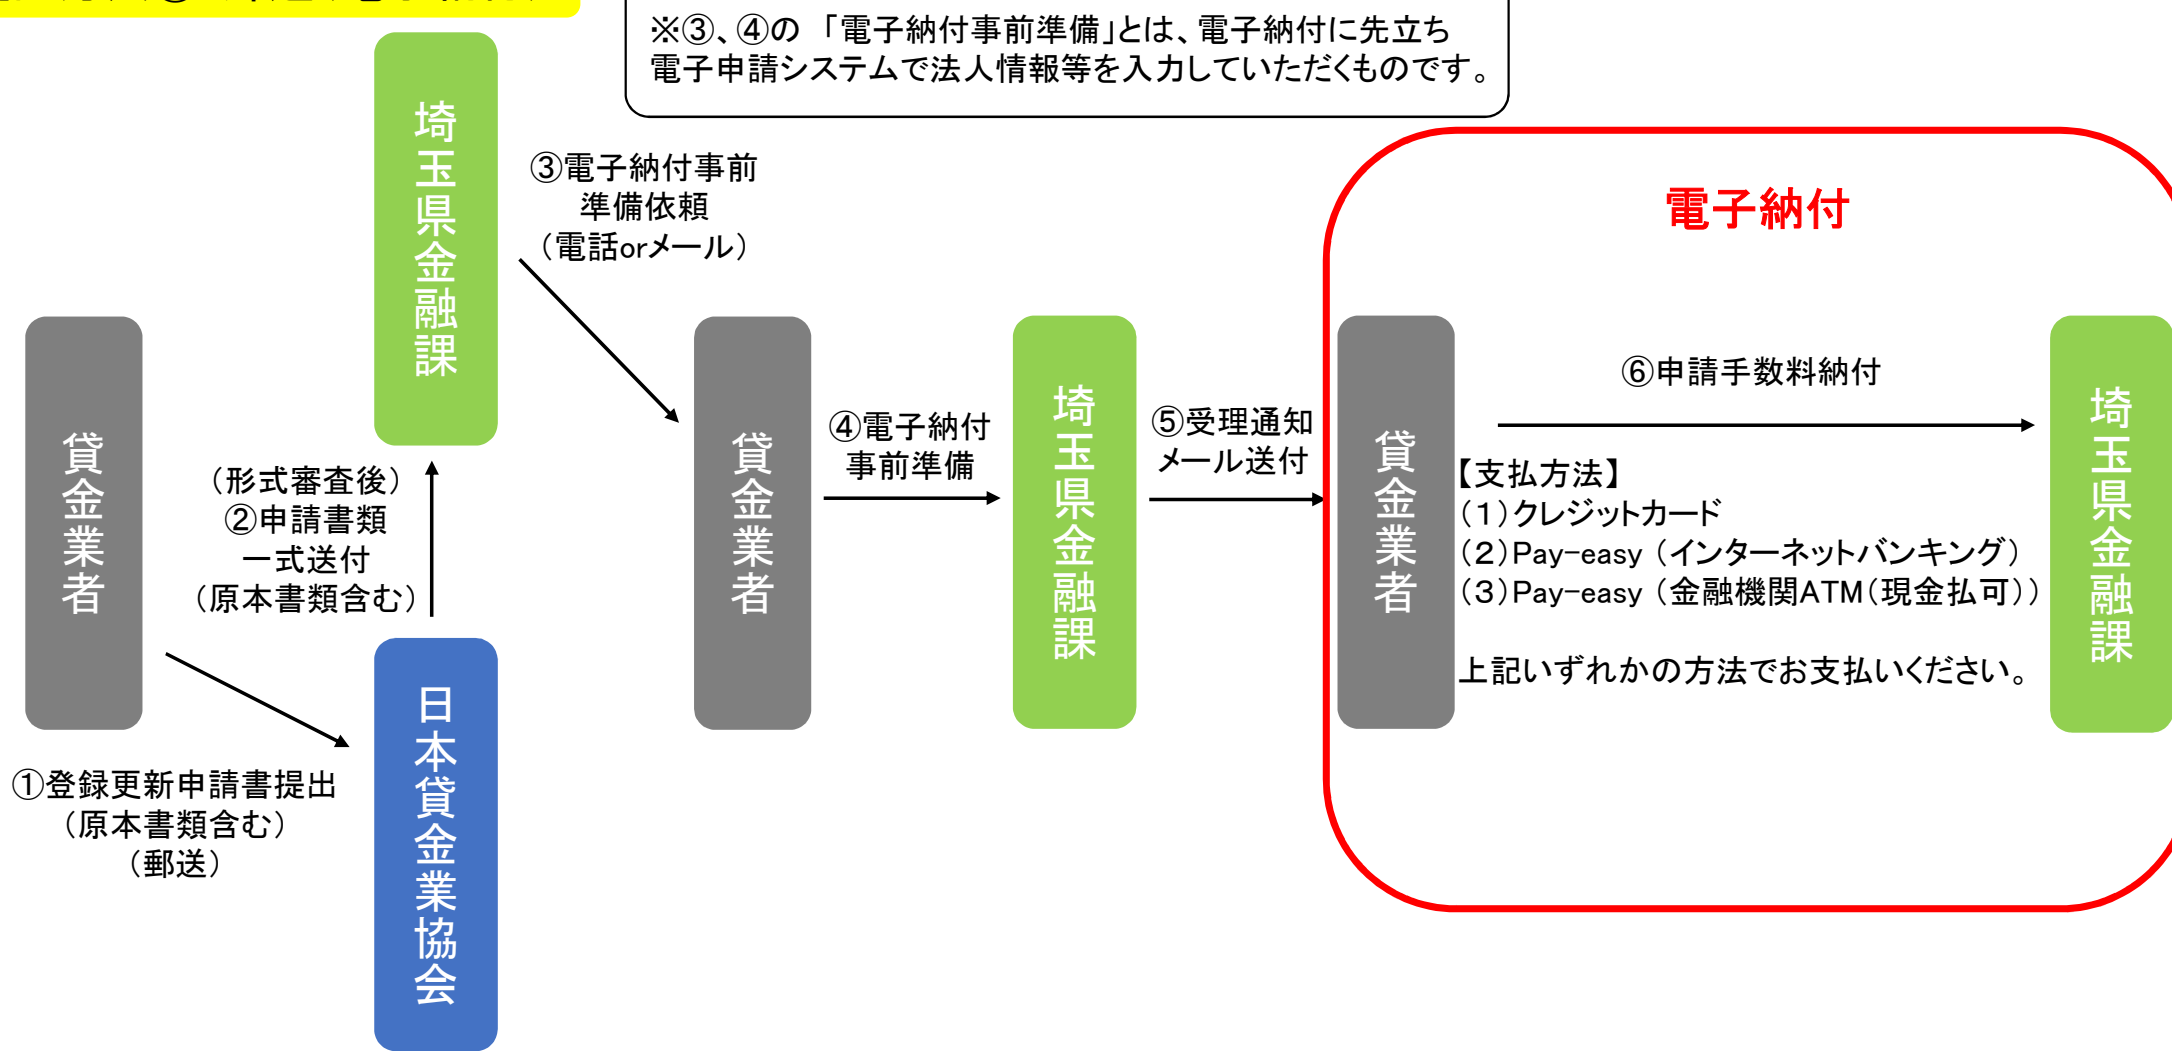 ※③、④の 「電子納付事前準備」とは、電子納付に先立ち
電子申請システムで法人情報等を入力していただくものです。
埼玉県金融課
③電子納付事前
準備依頼
（電話orメール）
電子納付
貸金業者
（形式審査後）
②申請書類
一式送付
（原本書類含む）
貸金業者
④電子納付
事前準備
埼玉県金融課
⑤受理通知
メール送付
貸金業者
⑥申請手数料納付
【支払方法】
（１）クレジットカード
（２）Pay-easy（インターネットバンキング）
（３）Pay-easy（金融機関ATM（現金払可））
上記いずれかの方法でお支払いください。
埼玉県金融課
①登録更新申請書提出
（原本書類含む）
（郵送）
日本貸金業協会